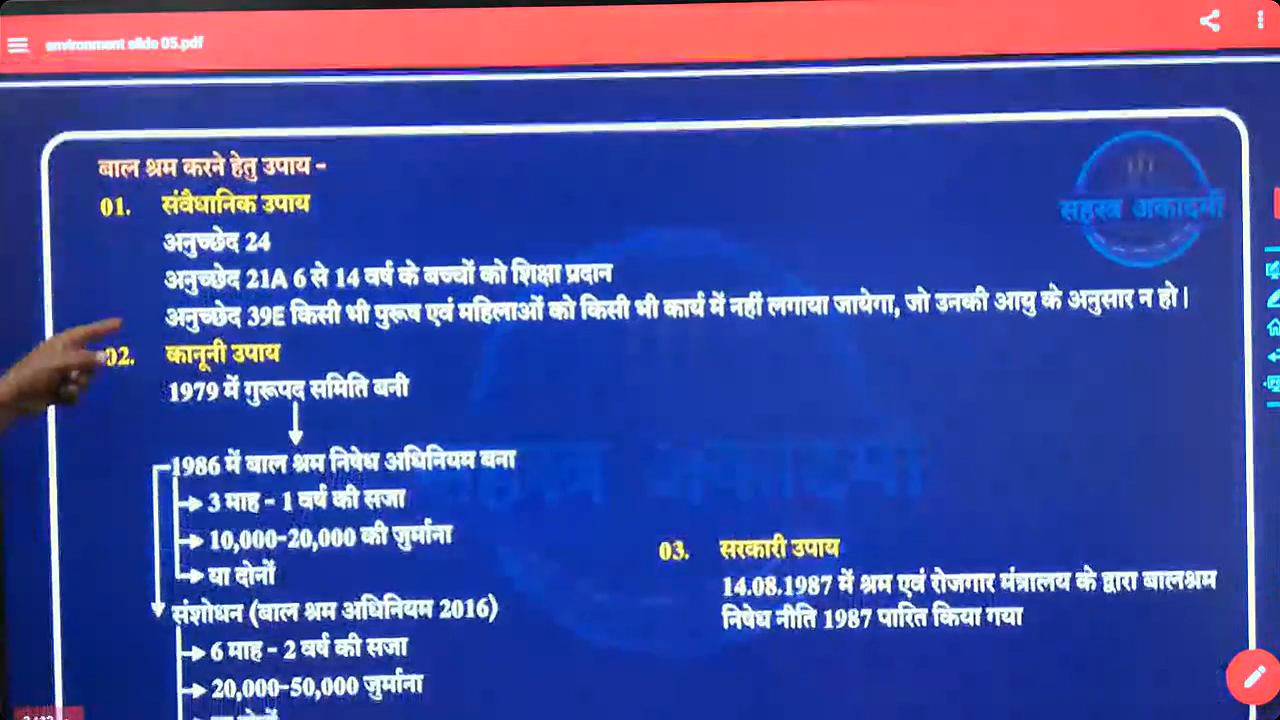 environment slide 05.pdf
बाल श्रम करने हेतु उपाय -
सहस्त्र अकादमी
01. संवैधानिक उपाय
अनुच्छेद 24
अनुच्छेद 21A 6 से 14 वर्ष के बच्चों को शिक्षा प्रदान
अनुच्छेद 39E किसी भी पुरूष एवं महिलाओं को किसी भी कार्य में नहीं लगाया जायेगा, जो उनकी आयु के अनुसार न हो।
02. कानूनी उपाय
1979 में गुरूपद समिति बनी
1986 में बाल श्रम निषेध अधिनियम बना
3 माह - 1 वर्ष की सजा
10,000-20,000 की जुर्माना
या दोनों
संशोधन (बाल श्रम अधिनियम 2016)
6 माह - 2 वर्ष की सजा
20,000-50,000 जुर्माना
03. सरकारी उपाय
14.08.1987 में श्रम एवं रोजगार मंत्रालय के द्वारा बालश्रम
निषेध नीति 1987 पारित किया गया